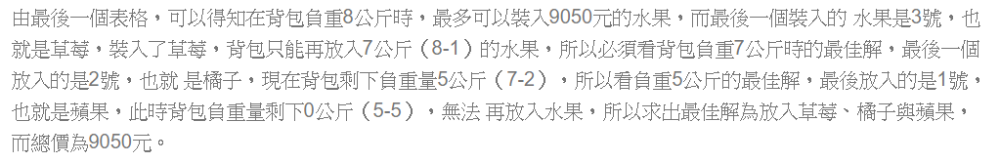 由最後一個表格，可以得知在背包負重8公斤時，最多可以裝入9050元的水果，而最後一個裝入的 水果是3號，也
就是草莓，裝入了草莓，背包只能再放入7公斤（8-1）的水果，所以必須看背包負重7公斤時的最佳解，最後一個
放入的是2號，也就 是橘子，現在背包剩下負重量5公斤（7-2），所以看負重5公斤的最佳解，最後放入的是1號，
也就是蘋果，此時背包負重量剩下0公斤（5-5），無法 再放入水果，所以求出最佳解為放入草莓、橘子與蘋果，
而總價為9050元。